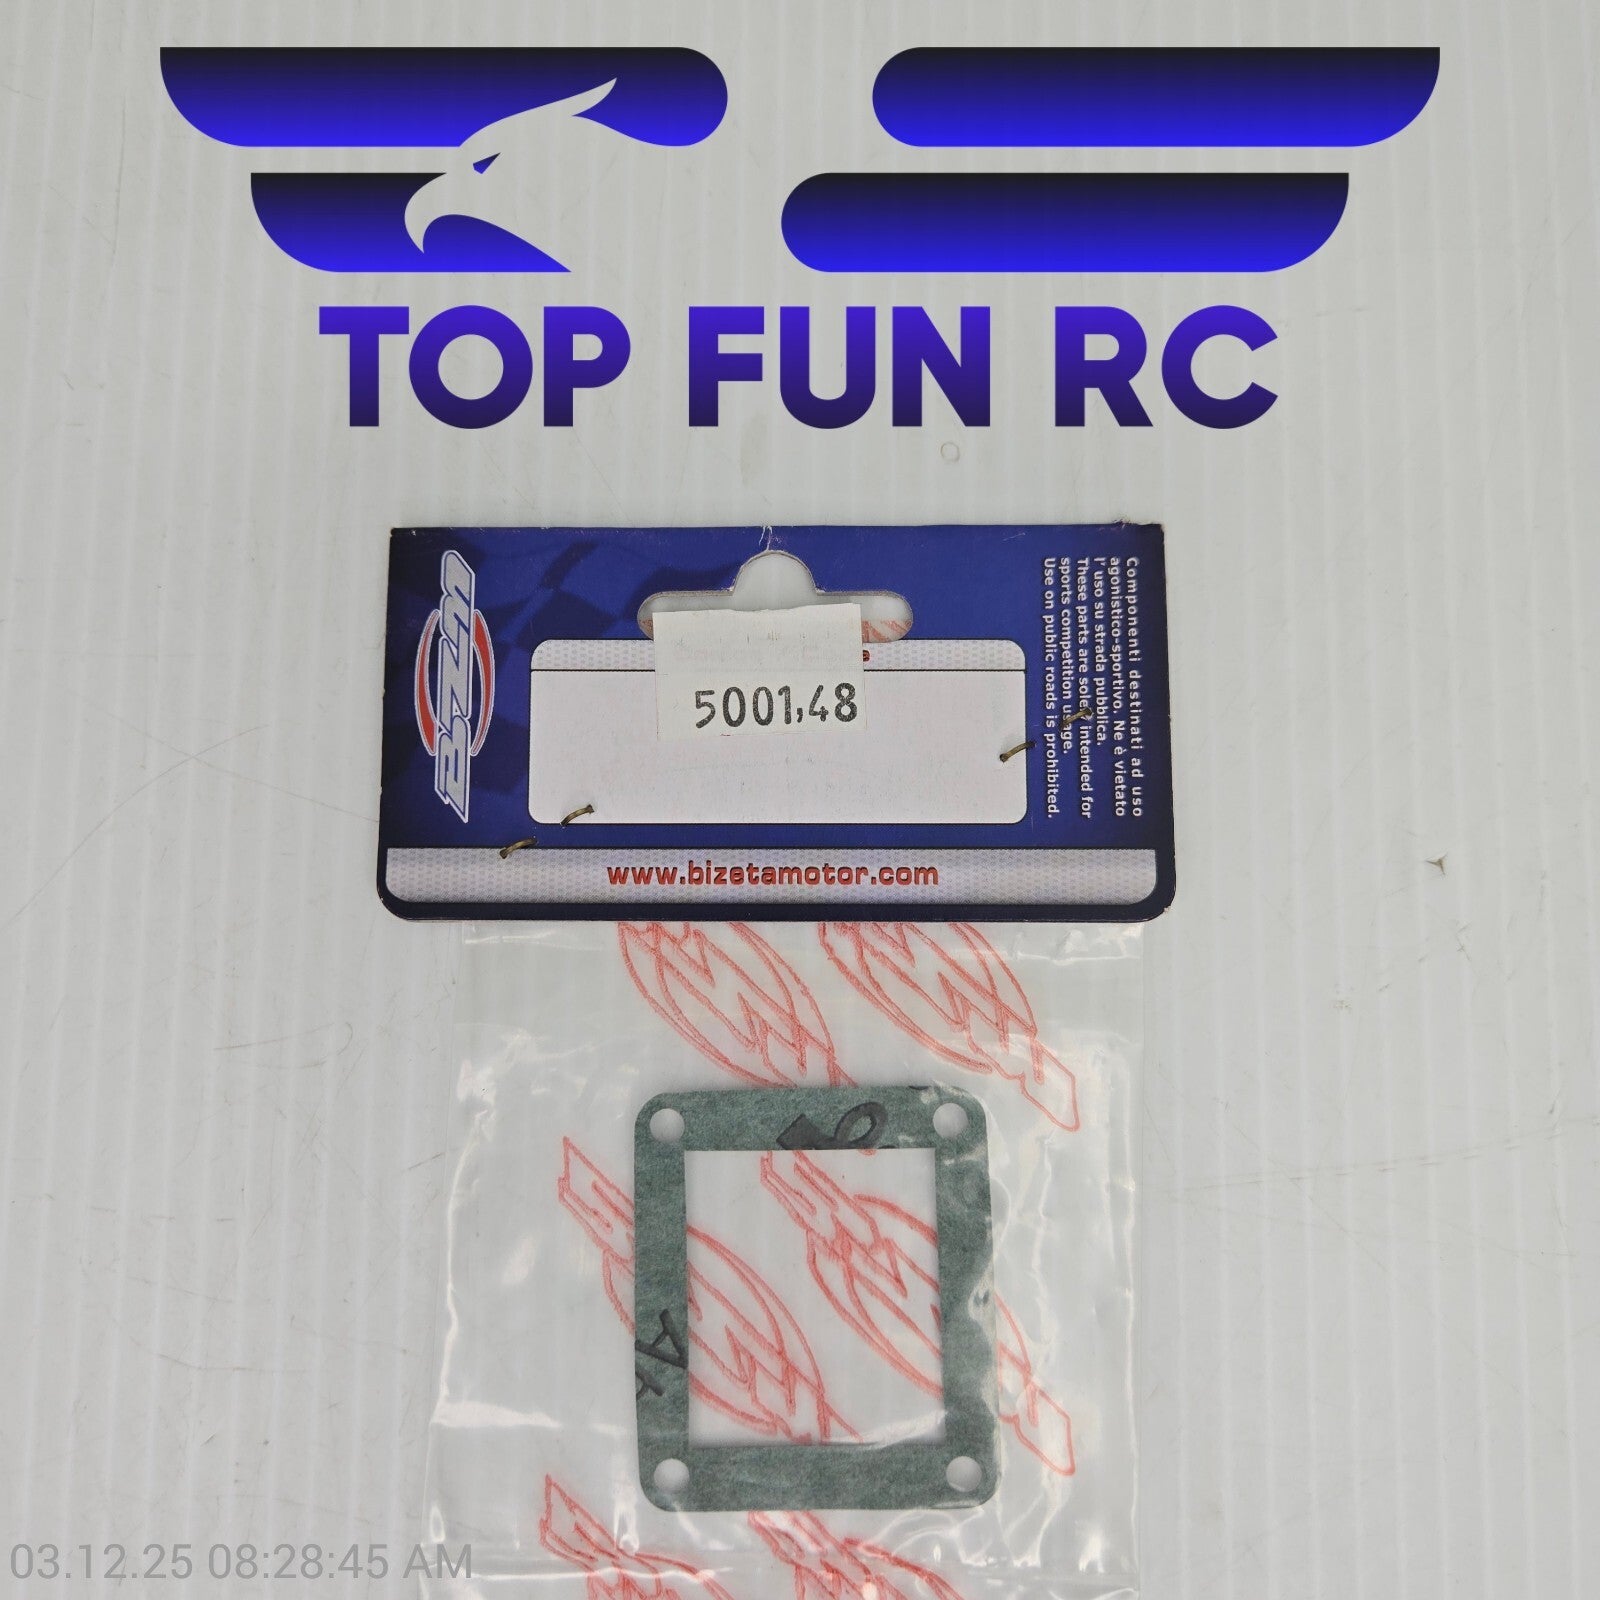 TOP FUN RC
BZM
5001,48
Componenti destinati ad uso
agonistico-sportivo. Ne è vietato
l' uso su strada pubblica.
These parts are solely intended for
sports competition usage.
Use on public roads is prohibited.
www.bizetamotor.com
03.12.25 08:28:45 AM